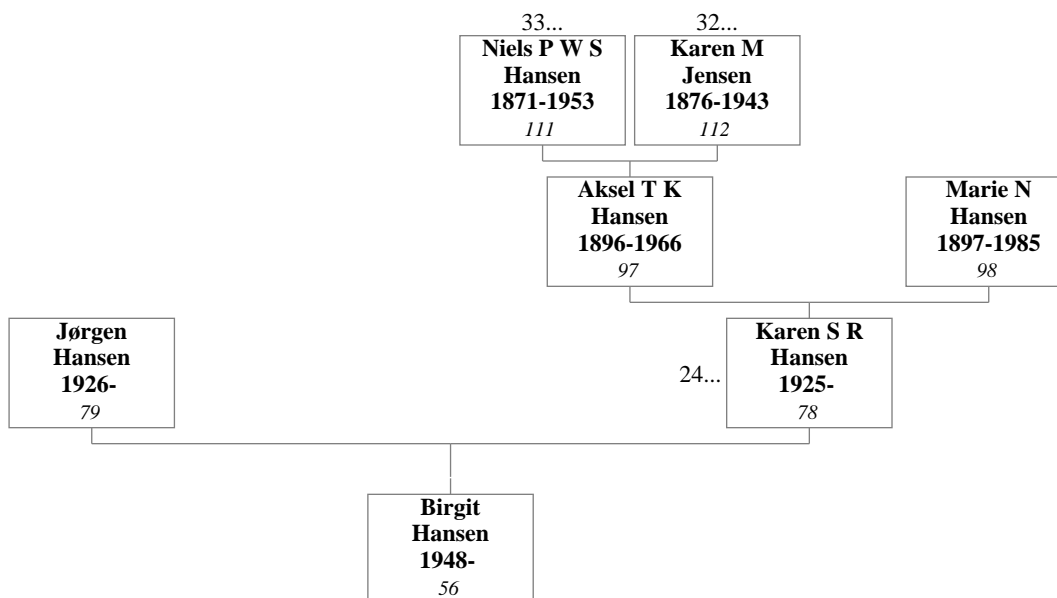 33...
Niels P W S
Hansen
1871-1953
111
32...
Karen M
Jensen
1876-1943
112
Aksel T K
Hansen
1896-1966
97
Marie N
Hansen
1897-1985
98
Jørgen
Hansen
1926-
79
24...
Karen S R
Hansen
1925-
78
Birgit
Hansen
1948-
56